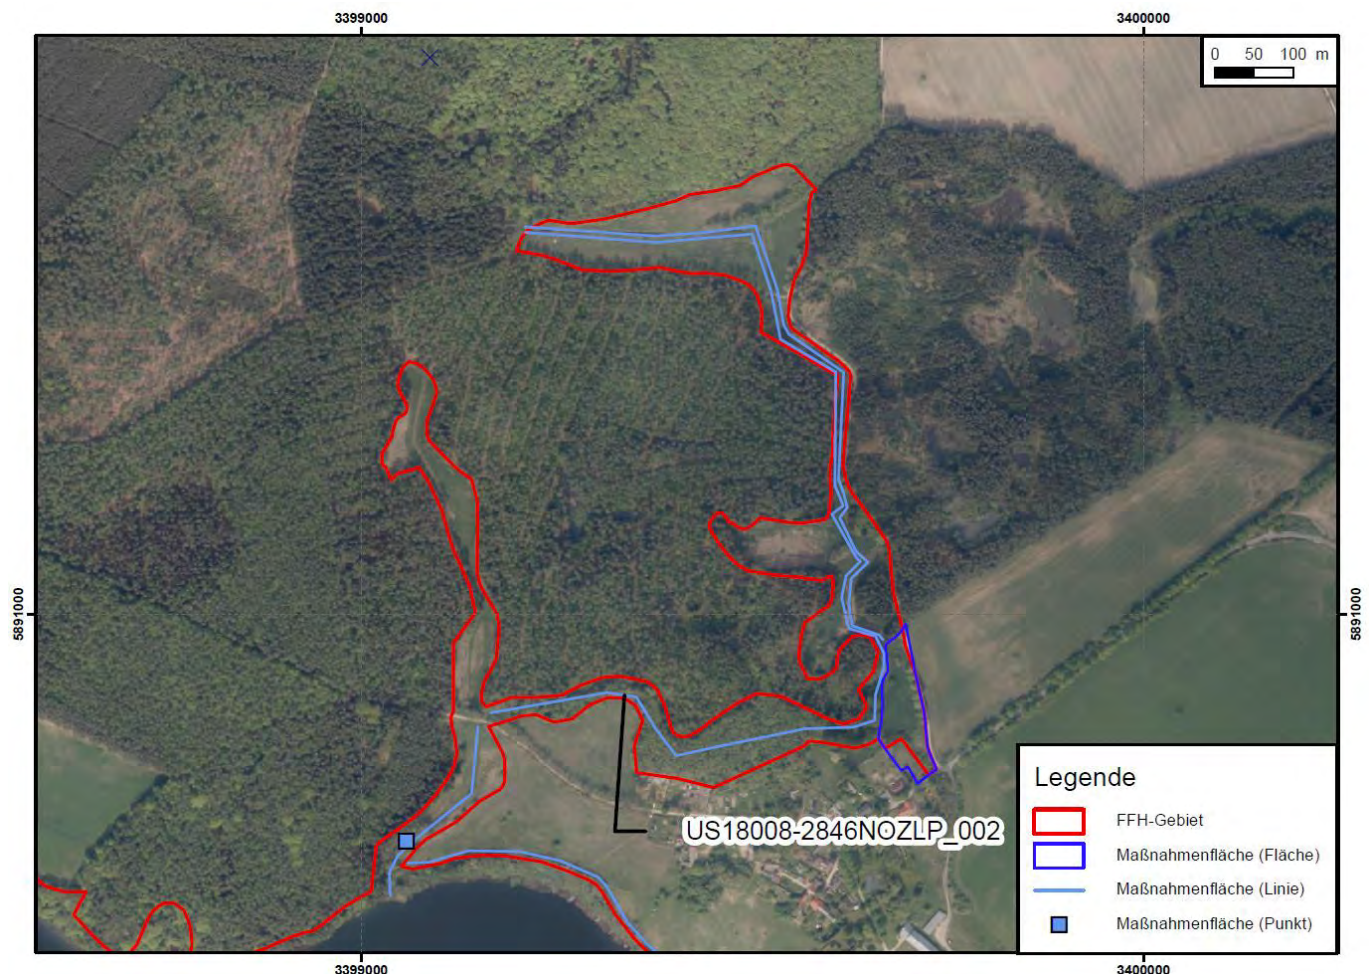 3399000 3400000
0 50 100 m
5891000 5891000
US18008-2846NOZLP_002
Legende
FFH-Gebiet
Maßnahmenfläche (Fläche)
Maßnahmenfläche (Linie)
Maßnahmenfläche (Punkt)
3399000 3400000